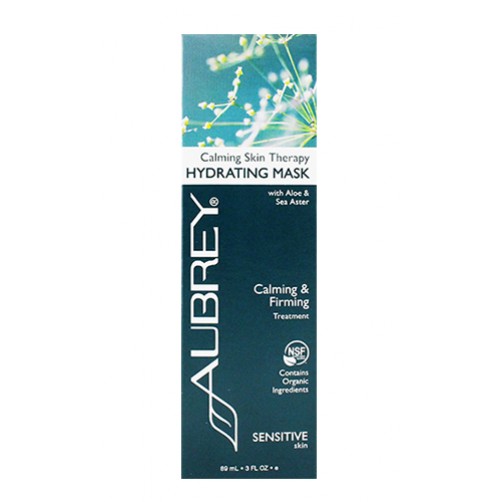 Calming Skin Therapy
HYDRATING MASK
with Aloe &
Sea Aster
AUBREY®
Calming &
Firming
Treatment
NSF
Contains
Organic
Ingredients
SENSITIVE
skin
89 mL • 3 FL OZ • e